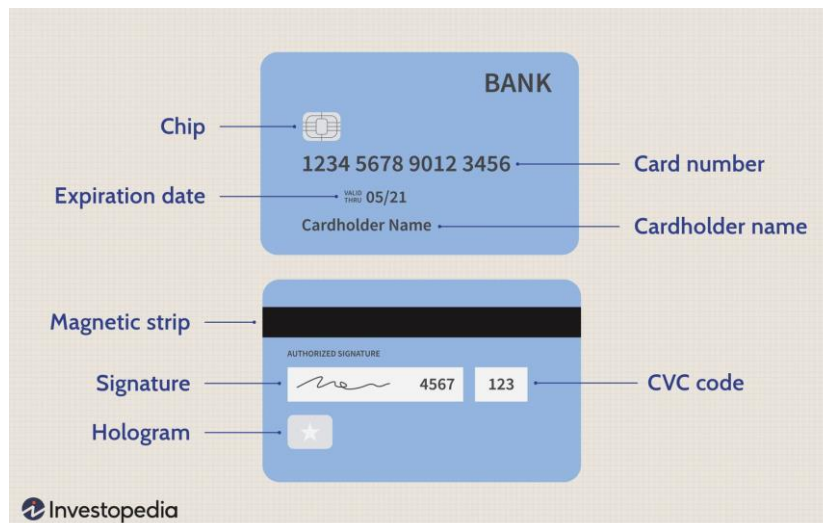 BANK
Chip
1234 5678 9012 3456
Card number
Expiration date
VALID
THRU 05/21
Cardholder Name
Cardholder name
Magnetic strip
AUTHORIZED SIGNATURE
Signature
4567
123
CVC code
Hologram
Investopedia